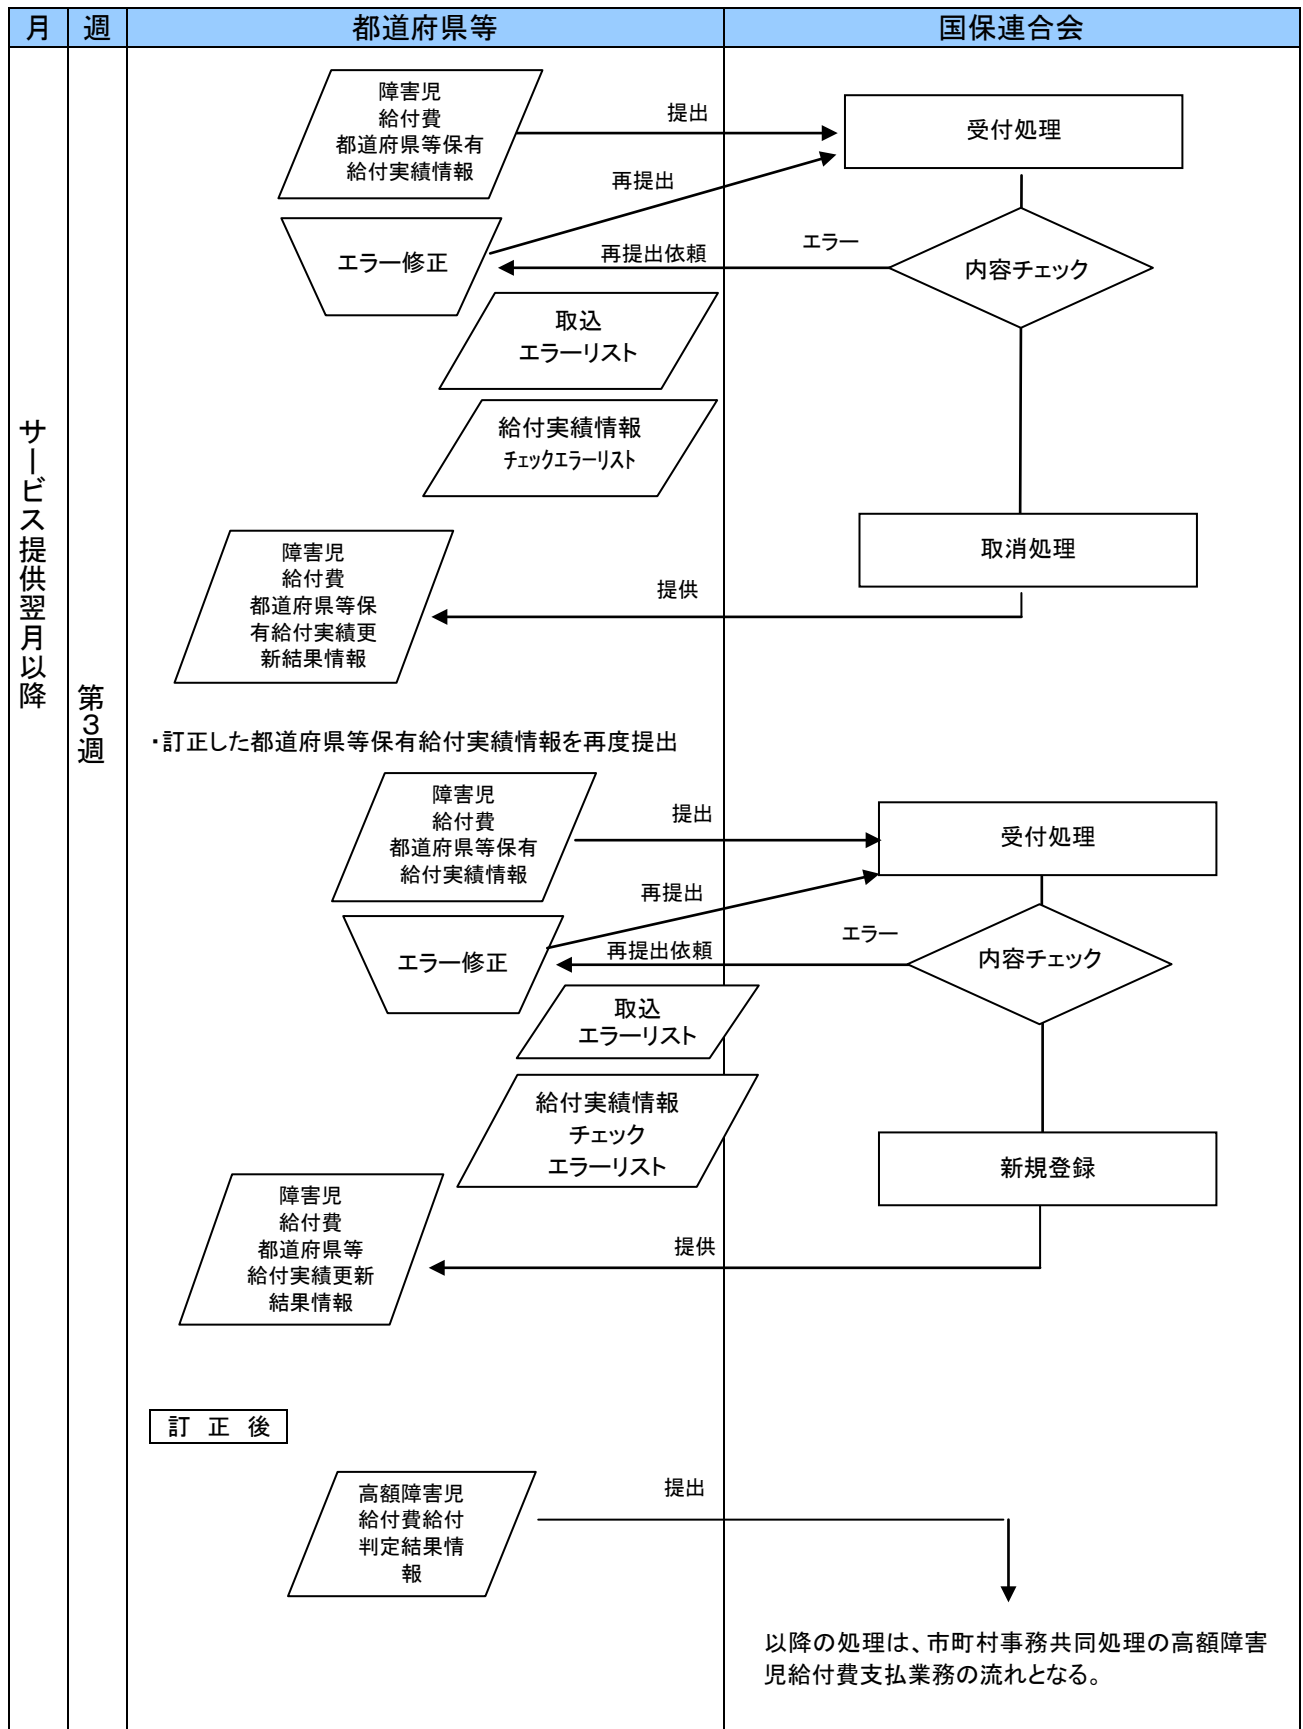 月
週
都道府県等
国保連合会
サービス提供翌月以降
第3週
障害児
給付費
都道府県等保有
給付実績情報
提出
受付処理
再提出
エラー修正
再提出依頼
エラー
内容チェック
取込
エラーリスト
給付実績情報
チェックエラーリスト
取消処理
障害児
給付費
都道府県等保
有給付実績更
新結果情報
提供
・訂正した都道府県等保有給付実績情報を再度提出
障害児
給付費
都道府県等保有
給付実績情報
提出
受付処理
再提出
エラー修正
再提出依頼
エラー
内容チェック
取込
エラーリスト
給付実績情報
チェック
エラーリスト
新規登録
障害児
給付費
都道府県等
給付実績更新
結果情報
提供
訂 正 後
高額障害児
給付費給付
判定結果情
報
提出
以降の処理は、市町村事務共同処理の高額障害
児給付費支払業務の流れとなる。